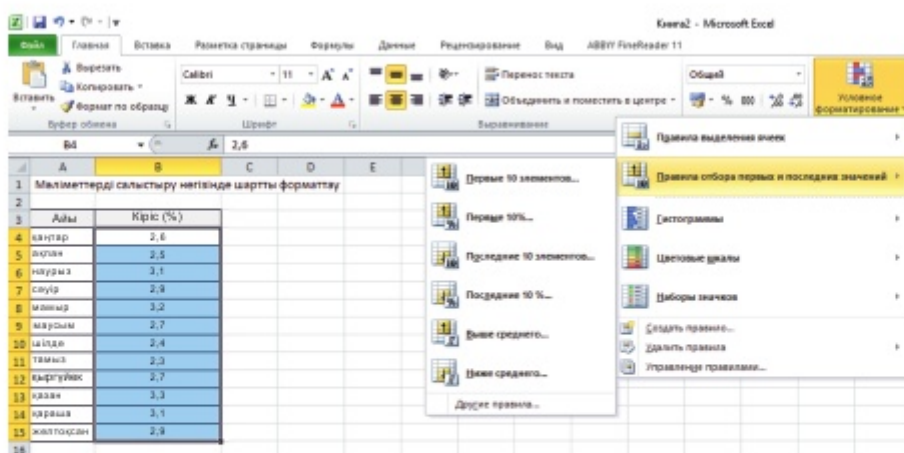 Книга2 - Microsoft Excel
Файл Главная Вставка Разметка страницы Формулы Данные Рецензирование Вид ABBYY FineReader 11
Вставить
Вырезать
Копировать
Формат по образцу
Буфер обмена
Calibri 11
Ж К Ч
Шрифт
Перенос текста
Объединить и поместить в центре
Выравнивание
Общий
% 000
Условное форматирование
B4 fx 2,6
A B C D E
1 Мәліметтерді салыстыру негізінде шартты форматтау
2
3 Айы Кіріс (%)
4 қаңтар 2,6
5 ақпан 2,5
6 наурыз 3,1
7 сәуір 2,9
8 мамыр 3,2
9 маусым 2,7
10 шілде 2,4
11 тамыз 2,3
12 қыркүйек 2,7
13 қазан 3,3
14 қараша 3,1
15 желтоқсан 2,9
16
Первые 10 элементов...
Первые 10%...
Последние 10 элементов...
Последние 10 %...
Выше среднего...
Ниже среднего...
Другие правила...
Правила выделения ячеек
Правила отбора первых и последних значений
Гистограммы
Цветовые шкалы
Наборы значков
Создать правило...
Удалить правила
Управление правилами...